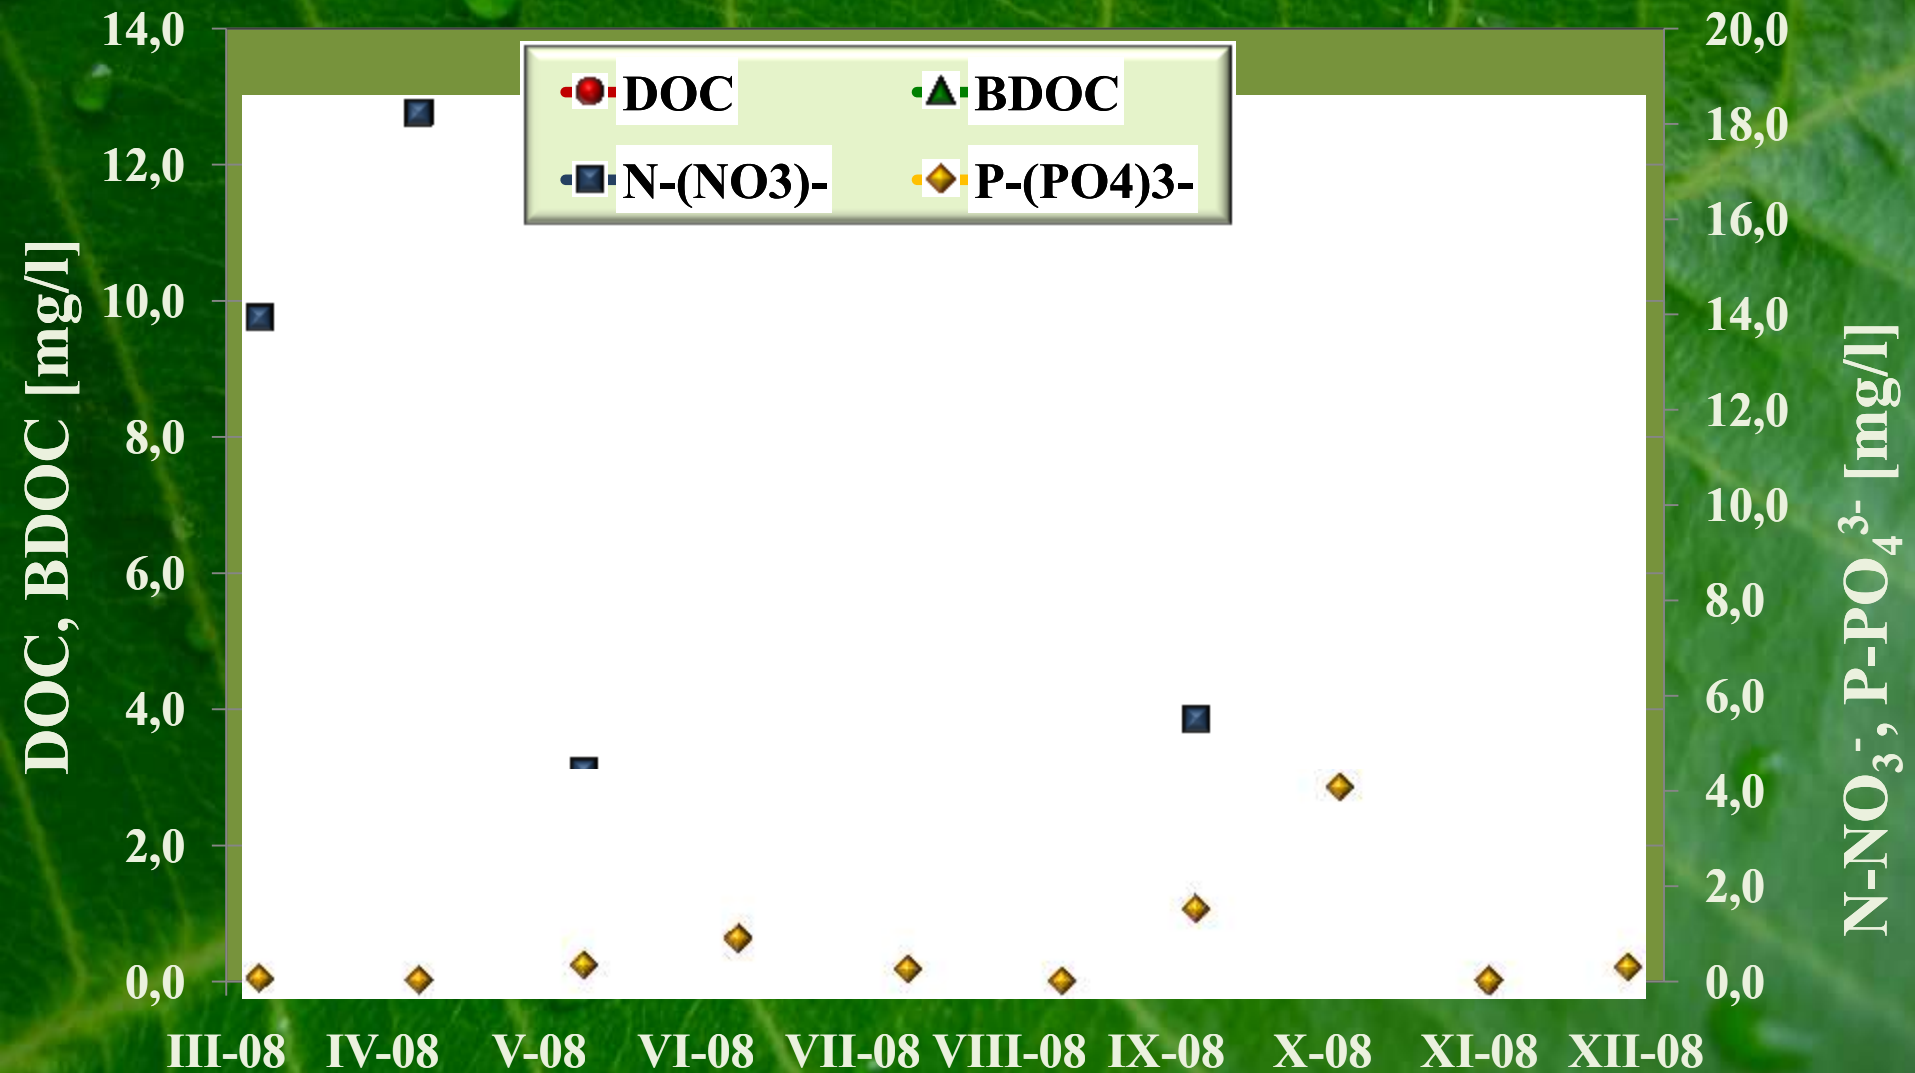 14,0
12,0
10,0
8,0
6,0
4,0
2,0
0,0
DOC, BDOC [mg/l]
DOC
BDOC
N-(NO3)-
P-(PO4)3-
20,0
18,0
16,0
14,0
12,0
10,0
8,0
6,0
4,0
2,0
0,0
N-NO3-, P-PO43- [mg/l]
III-08 IV-08 V-08 VI-08 VII-08 VIII-08 IX-08 X-08 XI-08 XII-08